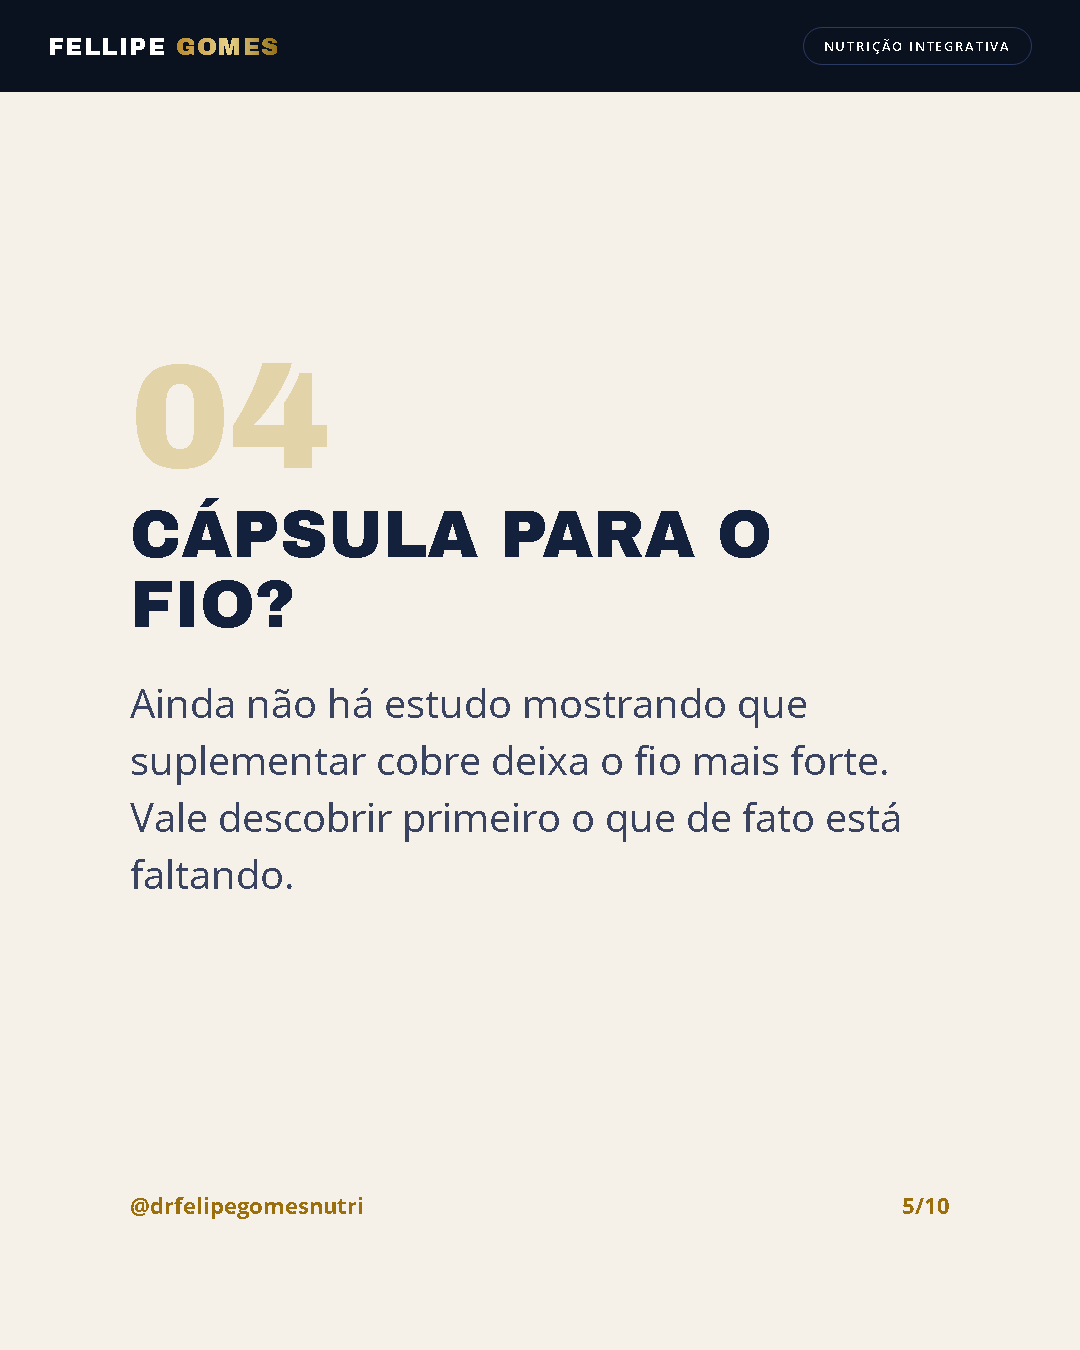 FELLIPE GOMES
NUTRIÇÃO INTEGRATIVA
04
CÁPSULA PARA O
FIO?
Ainda não há estudo mostrando que
suplementar cobre deixa o fio mais forte.
Vale descobrir primeiro o que de fato está
faltando.
@drfelipegomesnutri
5/10